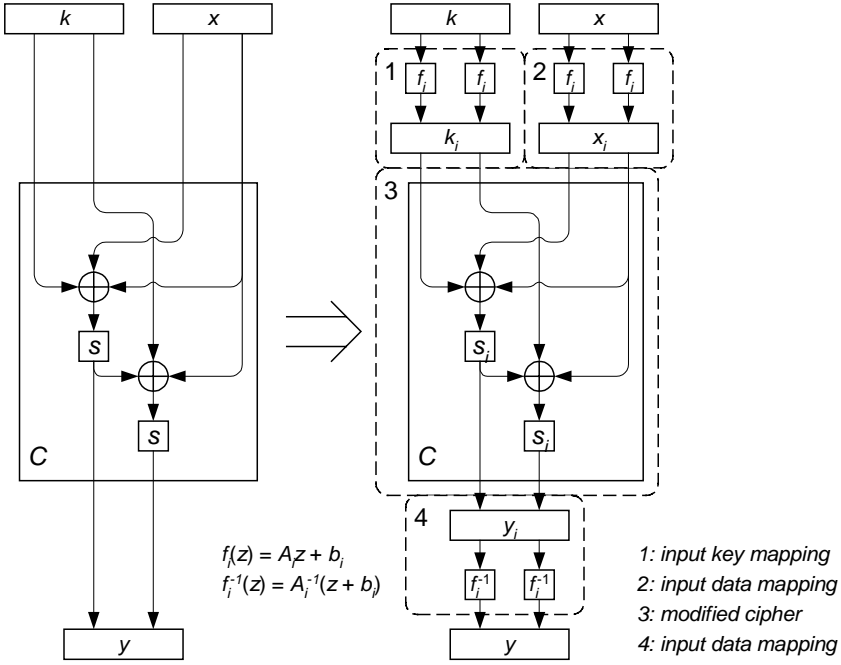 k
x
s
s
C
y
k
x
1
f_i
f_i
2
f_i
f_i
k_i
x_i
3
s_i
s_i
C
4
y_i
f_i^-1
f_i^-1
y
f_i(z) = A_i z + b_i
f_i^-1(z) = A_i^-1(z + b_i)
1: input key mapping
2: input data mapping
3: modified cipher
4: input data mapping